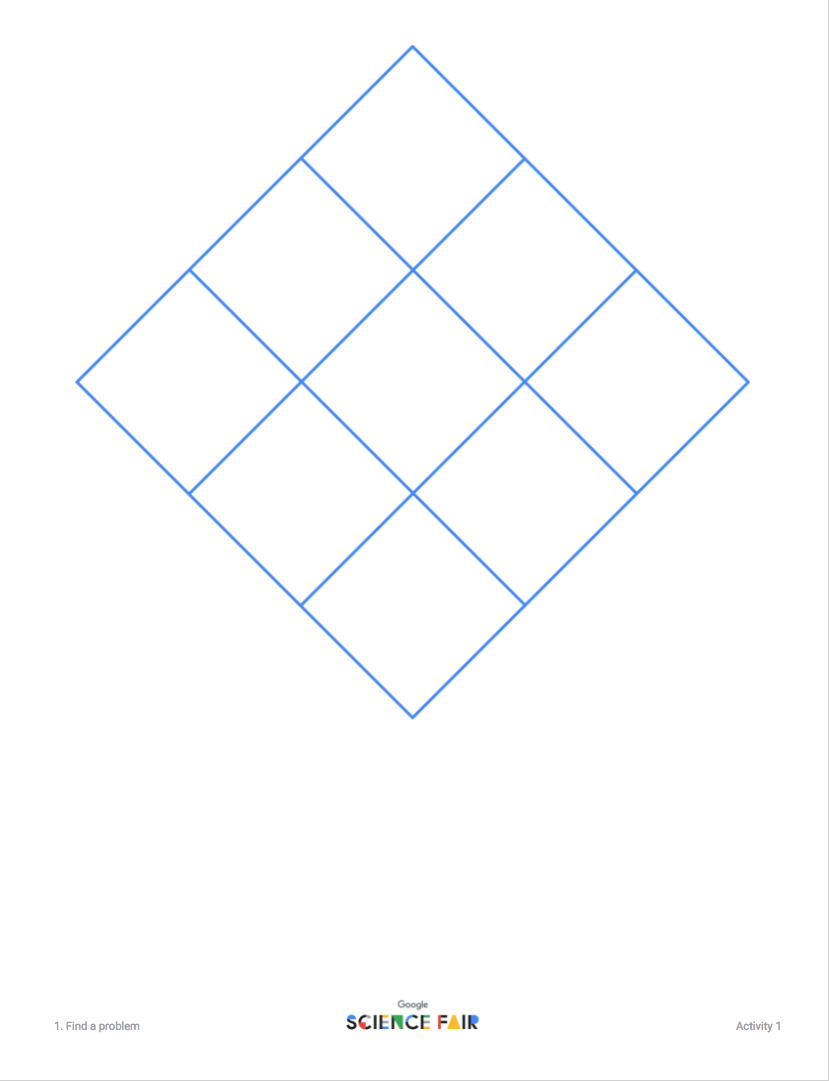 Google
SCIENCE FAIR
1. Find a problem
Activity 1